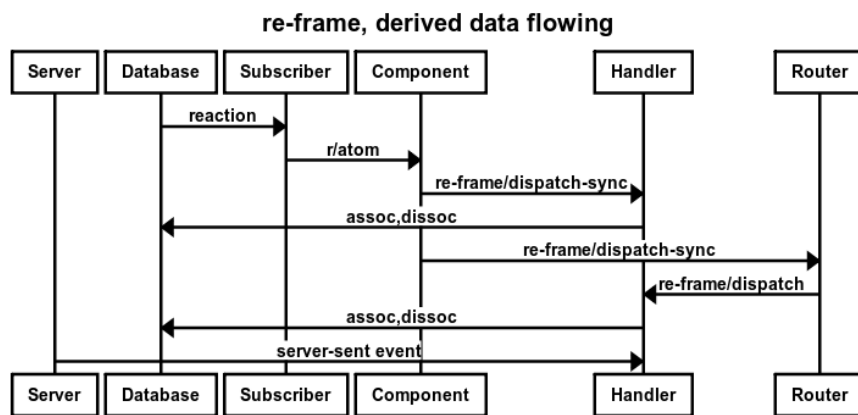 re-frame, derived data flowing
Server Database Subscriber Component Handler Router
reaction
r/atom
re-frame/dispatch-sync
assoc,dissoc
re-frame/dispatch-sync
re-frame/dispatch
assoc,dissoc
server-sent event
Server Database Subscriber Component Handler Router